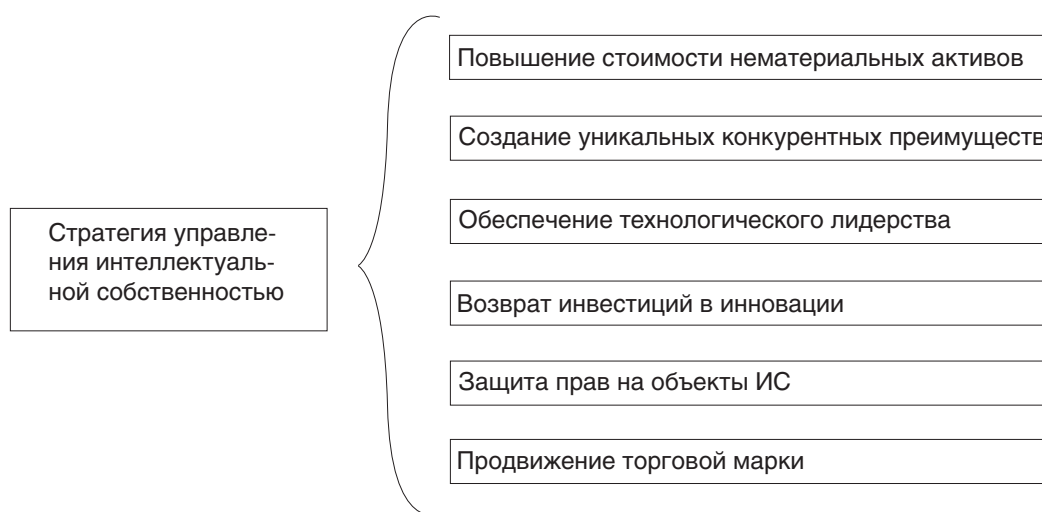 Повышение стоимости нематериальных активов
Создание уникальных конкурентных преимуществ
Обеспечение технологического лидерства
Стратегия управле-
ния интеллектуаль-
ной собственностью
Возврат инвестиций в инновации
Защита прав на объекты ИС
Продвижение торговой марки